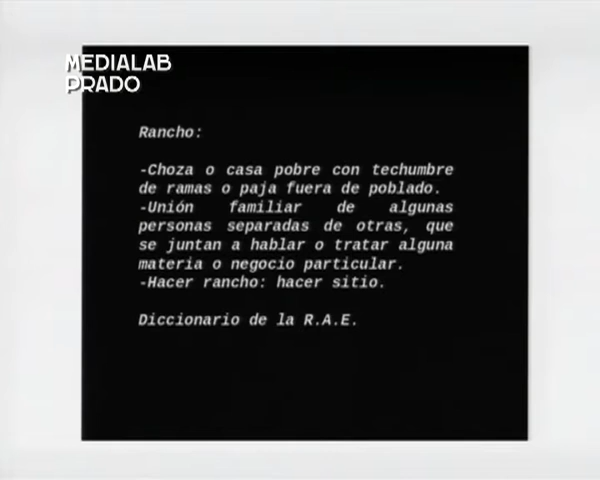 MEDIALAB
PRADO
Rancho:
-Choza o casa pobre con techumbre
de ramas o paja fuera de poblado.
-Unión familiar de algunas
personas separadas de otras, que
se juntan a hablar o tratar alguna
materia o negocio particular.
-Hacer rancho: hacer sitio.
Diccionario de la R.A.E.